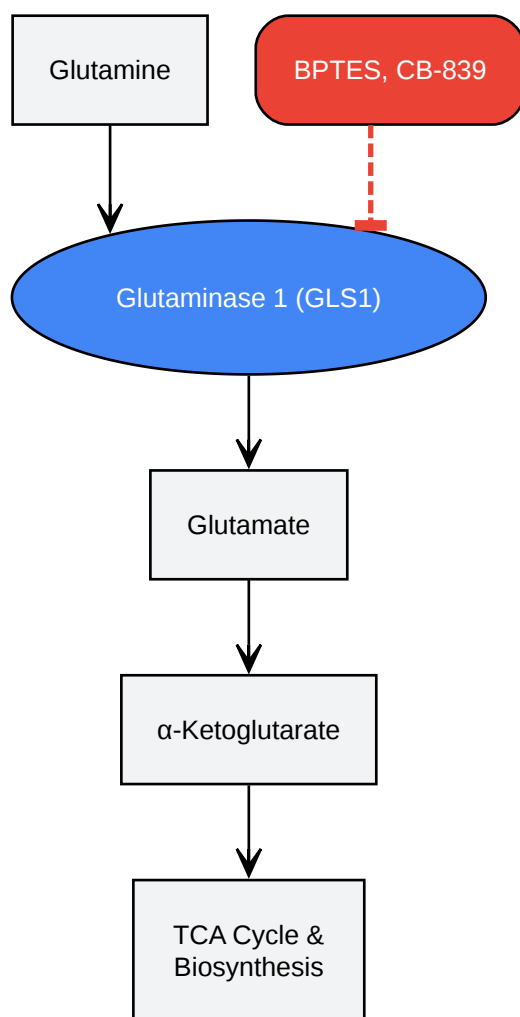 Glutamine
BPTES, CB-839
Glutaminase 1 (GLS1)
Glutamate
α-Ketoglutarate
TCA Cycle &
Biosynthesis